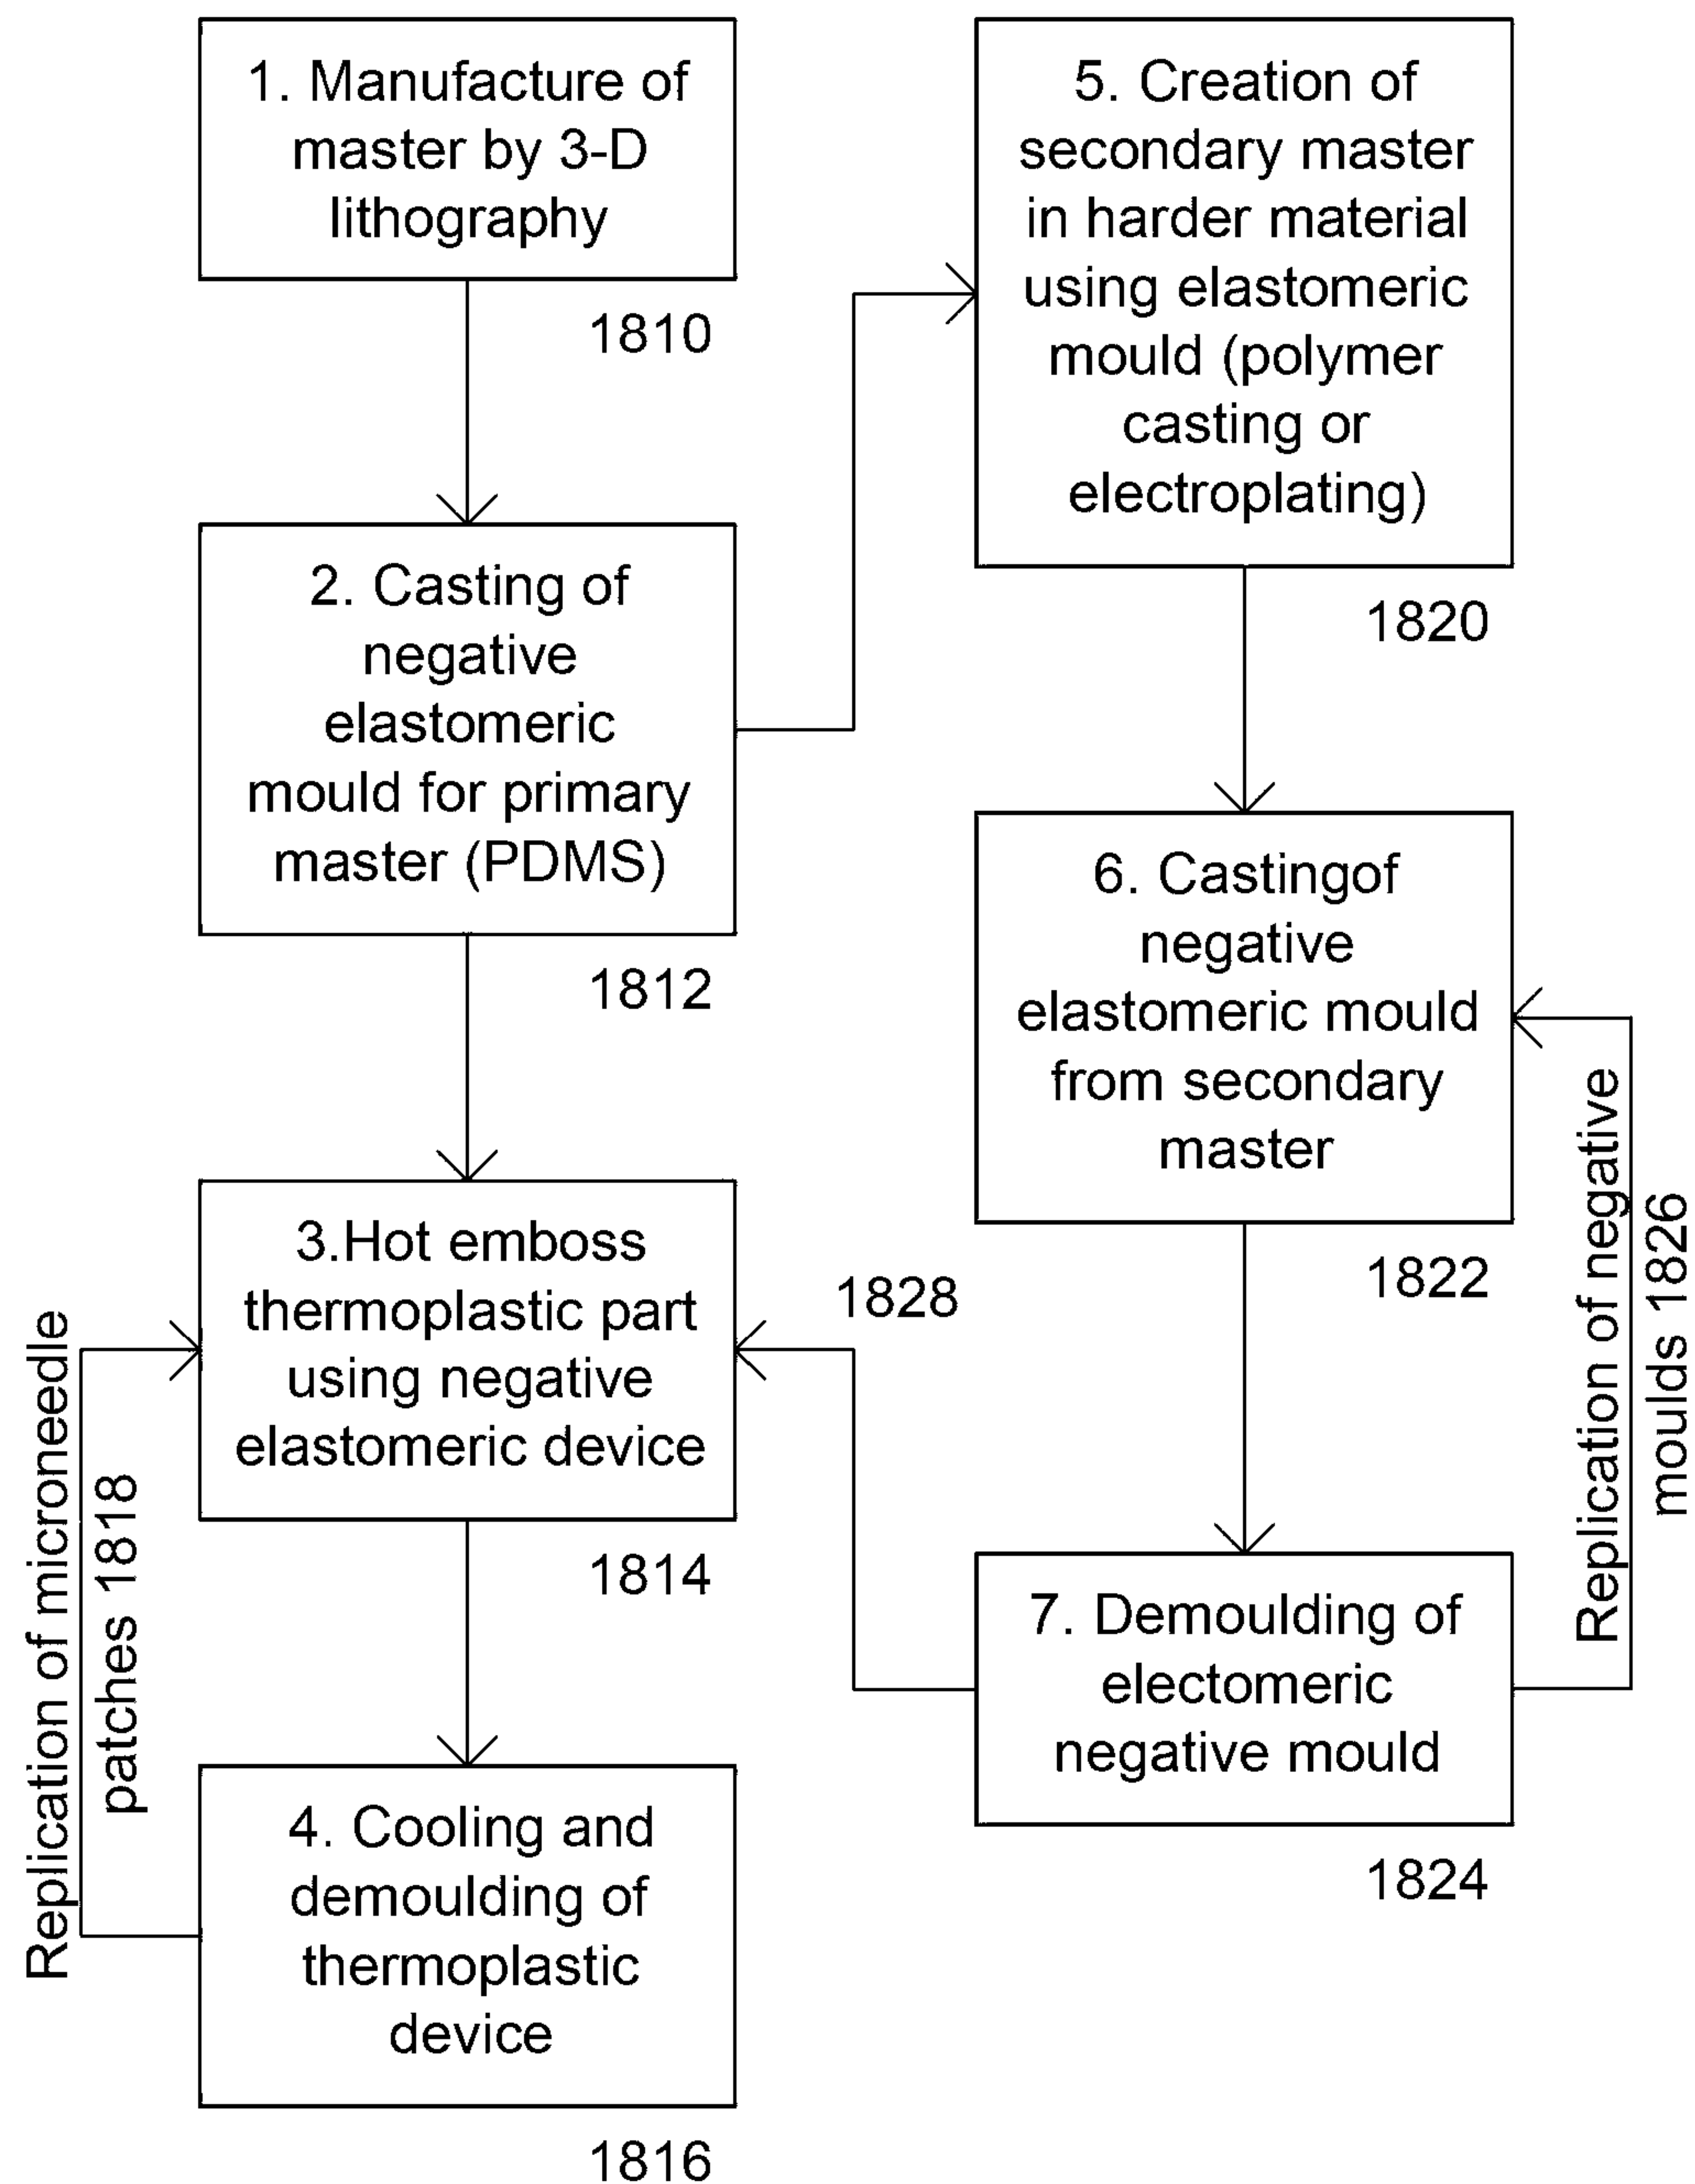 1. Manufacture of
master by 3-D
lithography
1810
2. Casting of
negative
elastomeric
mould for primary
master (PDMS)
1812
3.Hot emboss
thermoplastic part
using negative
elastomeric device
1814
4. Cooling and
demoulding of
thermoplastic
device
1816
Replication of microneedle
patches 1818
5. Creation of
secondary master
in harder material
using elastomeric
mould (polymer
casting or
electroplating)
1820
6. Castingof
negative
elastomeric mould
from secondary
master
1822
7. Demoulding of
electomeric
negative mould
1824
Replication of negative
moulds 1826
1828